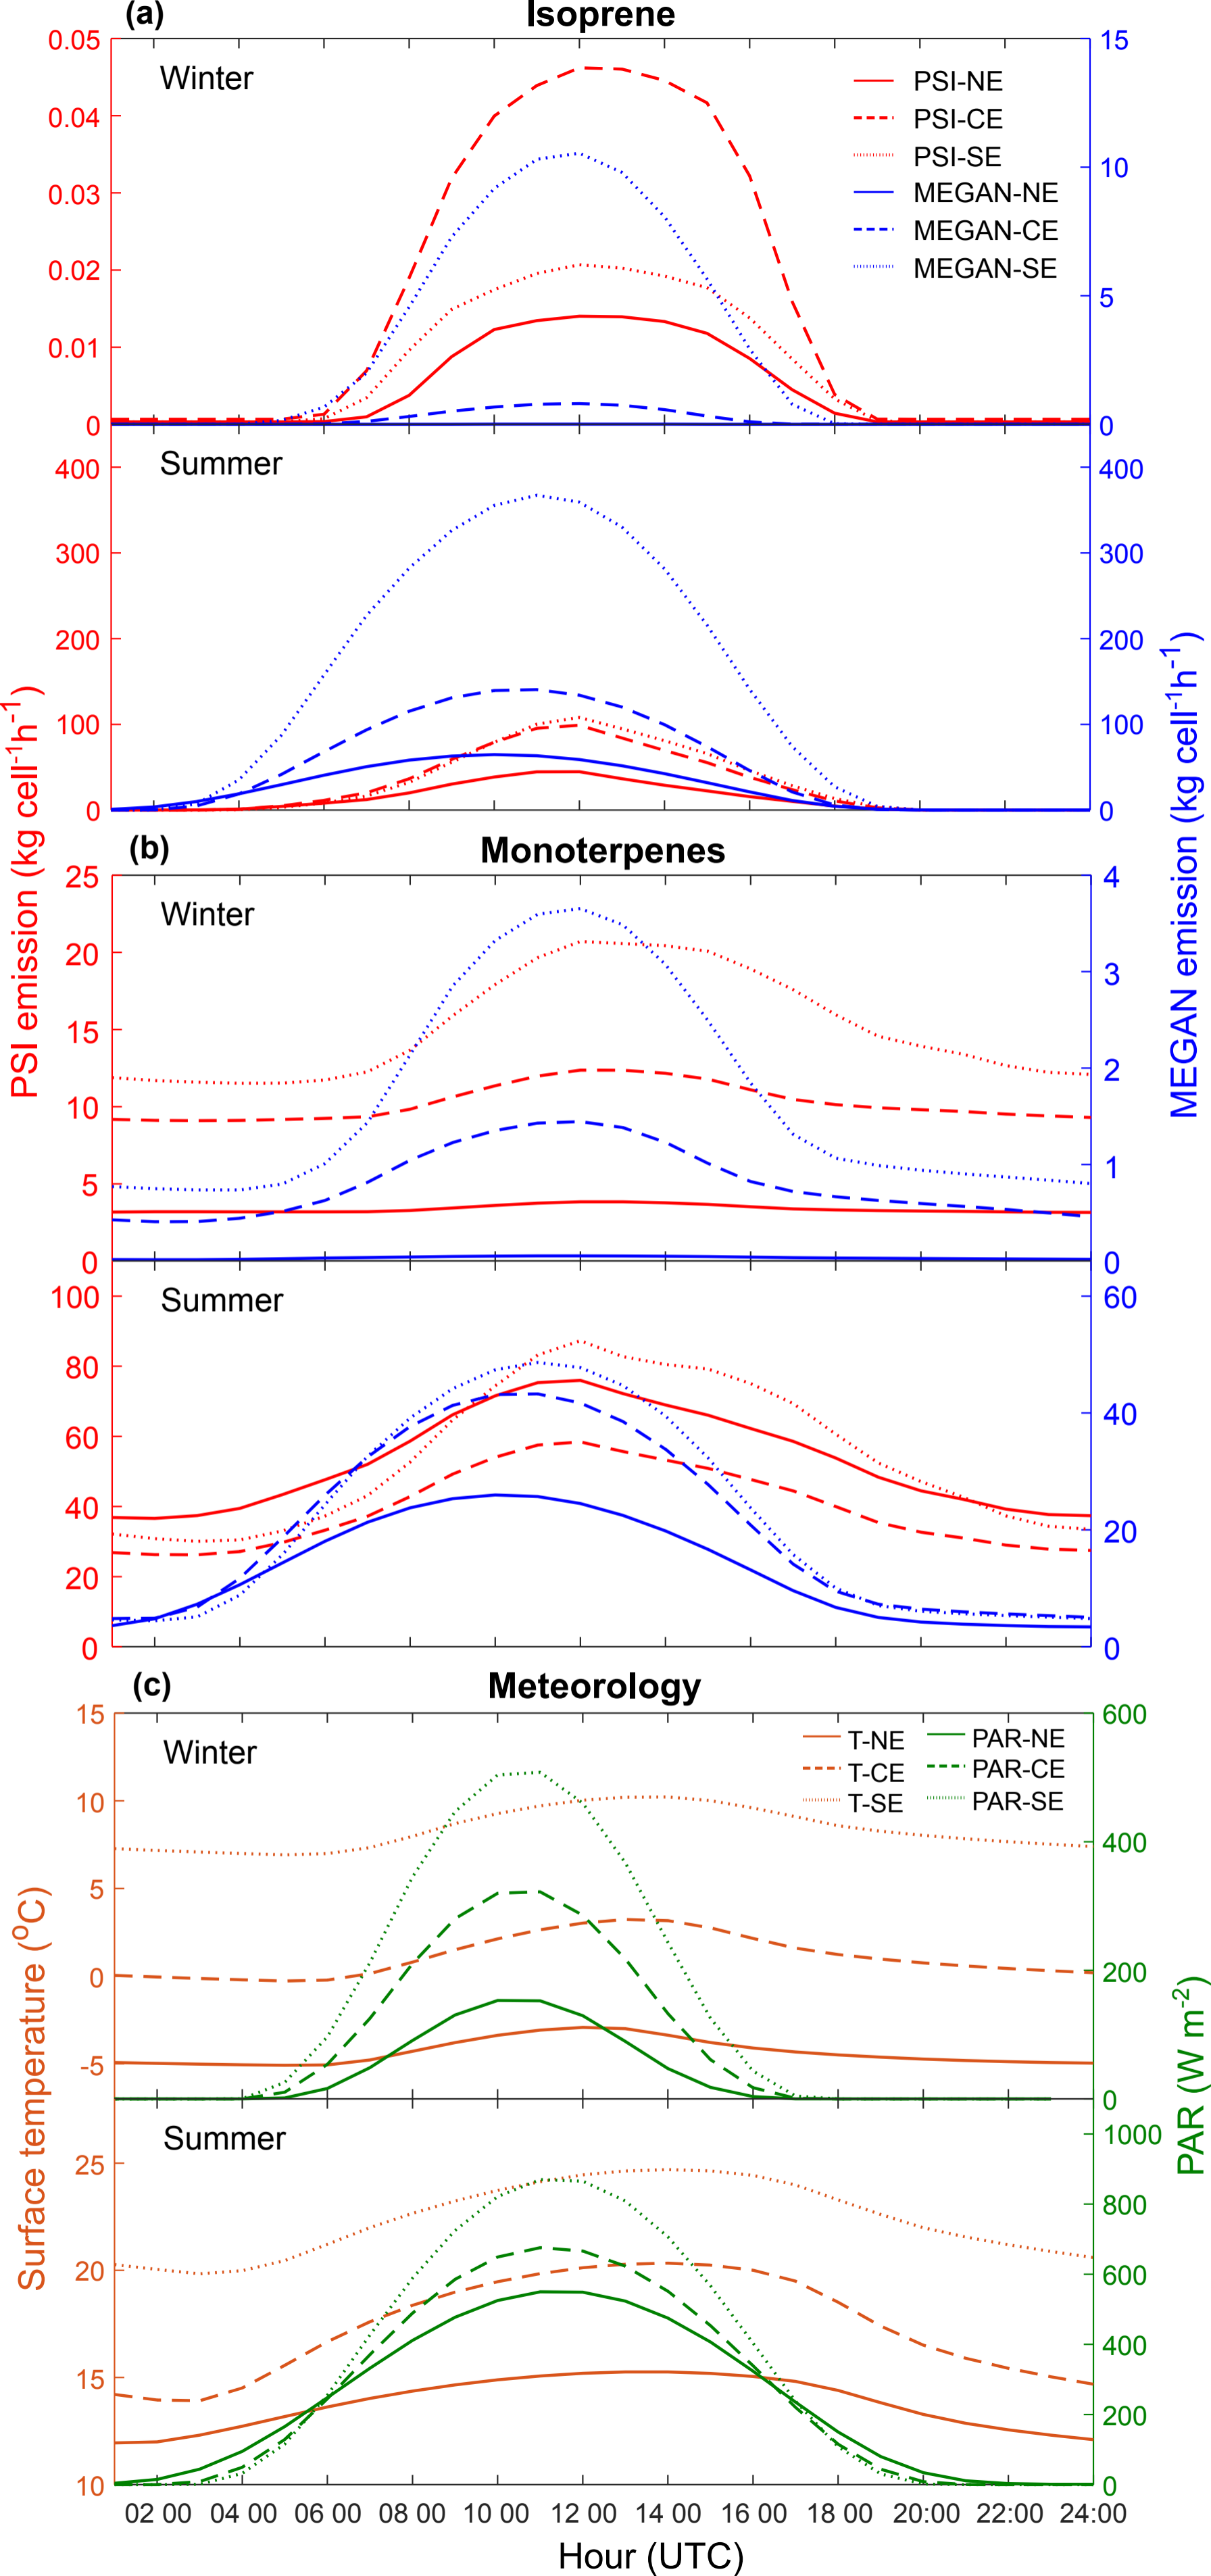 (a) Isoprene
Winter
PSI-NE
PSI-CE
PSI-SE
MEGAN-NE
MEGAN-CE
MEGAN-SE
0.05
0.04
0.03
0.02
0.01
0
15
10
5
0
Summer
400
300
200
100
0
400
300
200
100
0
PSI emission (kg cell-1h-1)
MEGAN emission (kg cell-1h-1)
(b) Monoterpenes
Winter
25
20
15
10
5
0
4
3
2
1
0
Summer
100
80
60
40
20
0
60
40
20
0
(c) Meteorology
Winter
T-NE PAR-NE
T-CE PAR-CE
T-SE PAR-SE
15
10
5
0
-5
600
400
200
0
Summer
25
20
15
10
1000
800
600
400
200
0
Surface temperature (oC)
PAR (W m-2)
02 00 04 00 06 00 08 00 10 00 12 00 14 00 16 00 18 00 20:00 22:00 24:00
Hour (UTC)